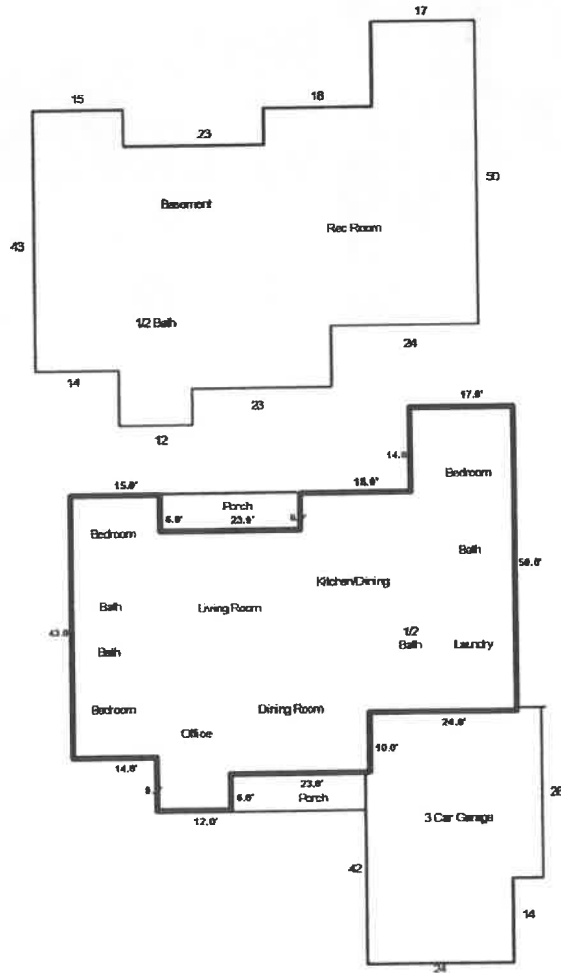 17
15
18
23
50
Basement
Rec Room
43
1/2 Bath
24
14
23
12
17.0'
14.
15.0'
18.0'
Bedroom
Porch
6.0'
23.0'
Bedroom
Bath
50.0'
Kitchen/Dining
Bath
Living Room
43.0
1/2
Bath
Laundry
Bath
Bedroom
Dining Room
24.0'
Office
10.0'
14.0'
23.0'
6.0'
Porch
12.0'
3 Car Garage
42
14
24